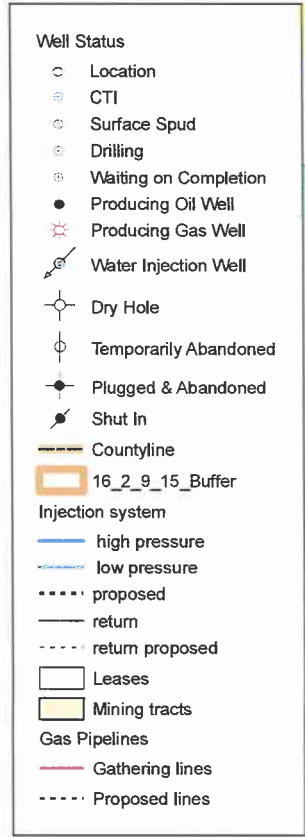 Well Status
Location
CTI
Surface Spud
Drilling
Waiting on Completion
Producing Oil Well
Producing Gas Well
Water Injection Well
Dry Hole
Temporarily Abandoned
Plugged & Abandoned
Shut In
Countyline
16_2_9_15_Buffer
Injection system
high pressure
low pressure
proposed
return
return proposed
Leases
Mining tracts
Gas Pipelines
Gathering lines
Proposed lines